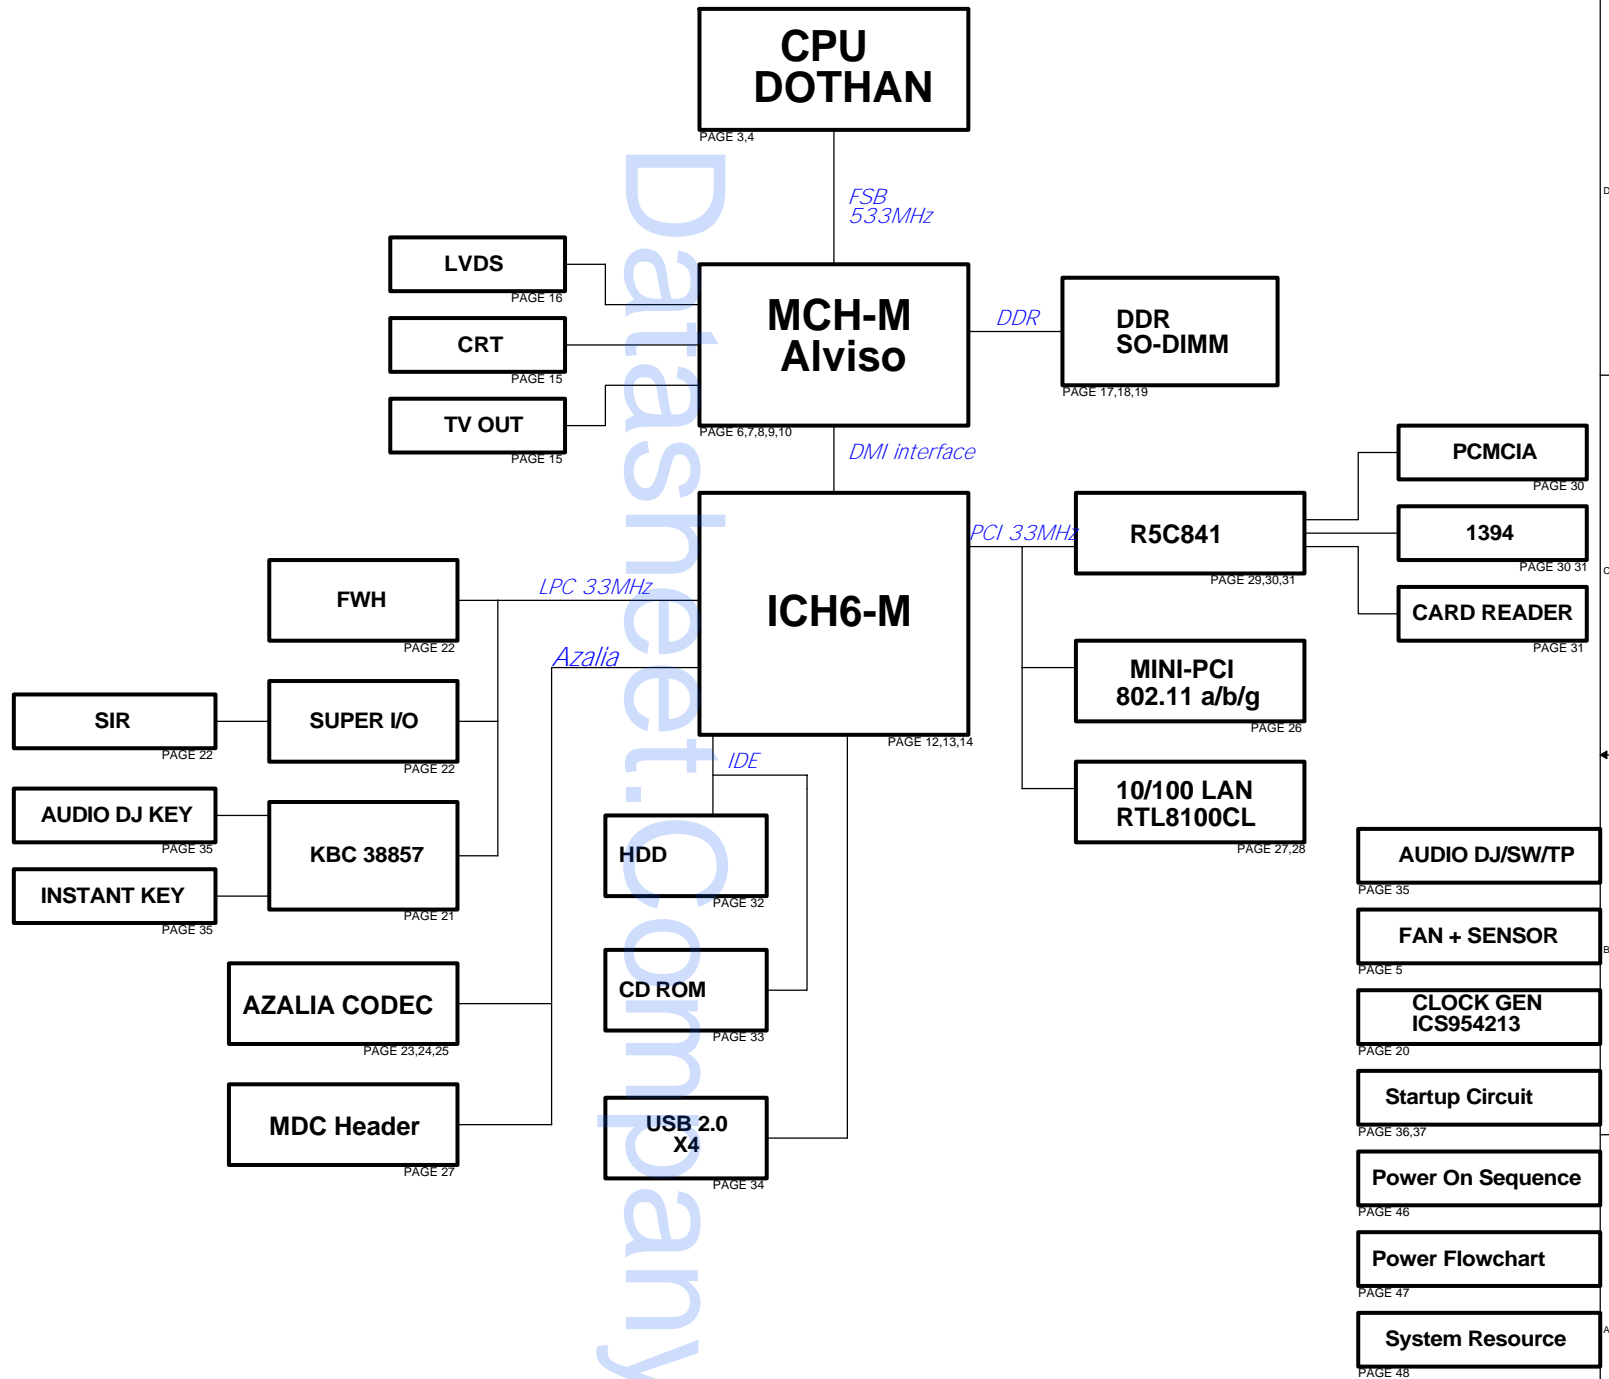 CPU
DOTHAN
PAGE 3,4
FSB
533MHz
LVDS
PAGE 16
CRT
PAGE 15
TV OUT
PAGE 15
MCH-M
Alviso
PAGE 6,7,8,9,10
DDR
DDR
SO-DIMM
PAGE 17,18,19
DMI interface
ICH6-M
PAGE 12,13,14
PCI 33MHz
R5C841
PAGE 29,30,31
PCMCIA
PAGE 30
1394
PAGE 30 31
CARD READER
PAGE 31
MINI-PCI
802.11 a/b/g
PAGE 26
10/100 LAN
RTL8100CL
PAGE 27,28
LPC 33MHz
FWH
PAGE 22
Azalia
SIR
PAGE 22
SUPER I/O
PAGE 22
AUDIO DJ KEY
PAGE 35
INSTANT KEY
PAGE 35
KBC 38857
PAGE 21
AZALIA CODEC
PAGE 23,24,25
MDC Header
PAGE 27
IDE
HDD
PAGE 32
CD ROM
PAGE 33
USB 2.0
X4
PAGE 34
AUDIO DJ/SW/TP
PAGE 35
FAN + SENSOR
PAGE 5
CLOCK GEN
ICS954213
PAGE 20
Startup Circuit
PAGE 36,37
Power On Sequence
PAGE 46
Power Flowchart
PAGE 47
System Resource
PAGE 48
D
C
B
A
Datasheet.Company